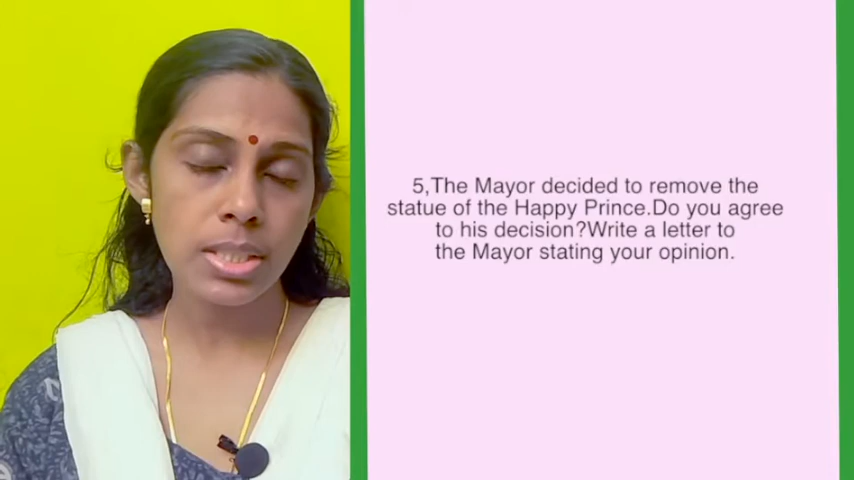 5,The Mayor decided to remove the
statue of the Happy Prince.Do you agree
to his decision?Write a letter to
the Mayor stating your opinion.